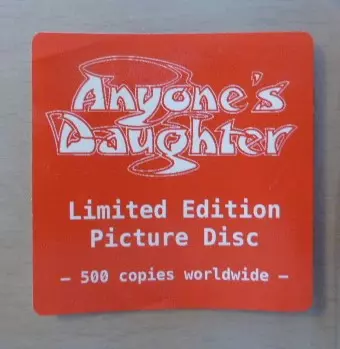 Anyone's
Daughter
Limited Edition
Picture Disc
– 500 copies worldwide –